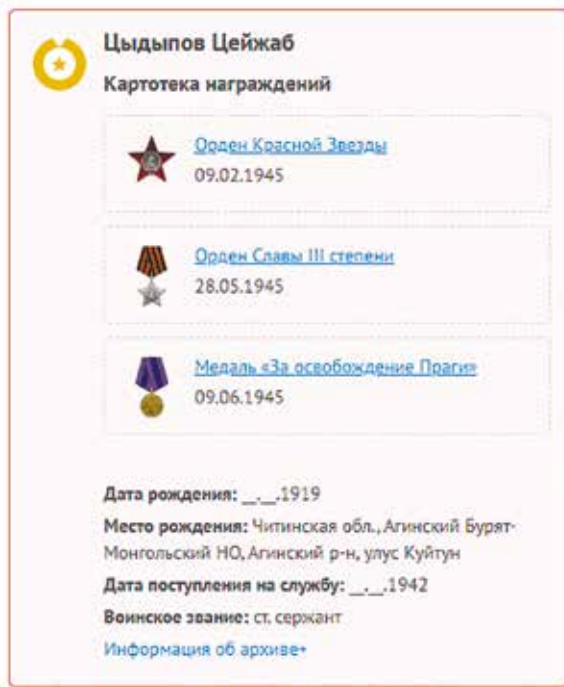 Цыдыпов Цейжаб
Картотека награждений
Орден Красной Звезды
09.02.1945
Орден Славы III степени
28.05.1945
Медаль «За освобождение Праги»
09.06.1945
Дата рождения: __.__.1919
Место рождения: Читинская обл., Агинский Бурят-
Монгольский НО, Агинский р-н, улус Куйтун
Дата поступления на службу: __.__.1942
Воинское звание: ст. сержант
Информация об архиве+